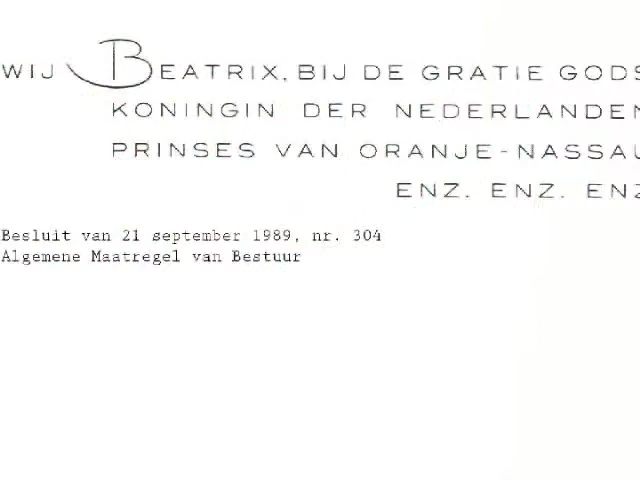 WIJ BEATRIX, BIJ DE GRATIE GODS
KONINGIN DER NEDERLANDEN
PRINSES VAN ORANJE-NASSAU
ENZ. ENZ. ENZ
Besluit van 21 september 1989, nr. 304
Algemene Maatregel van Bestuur